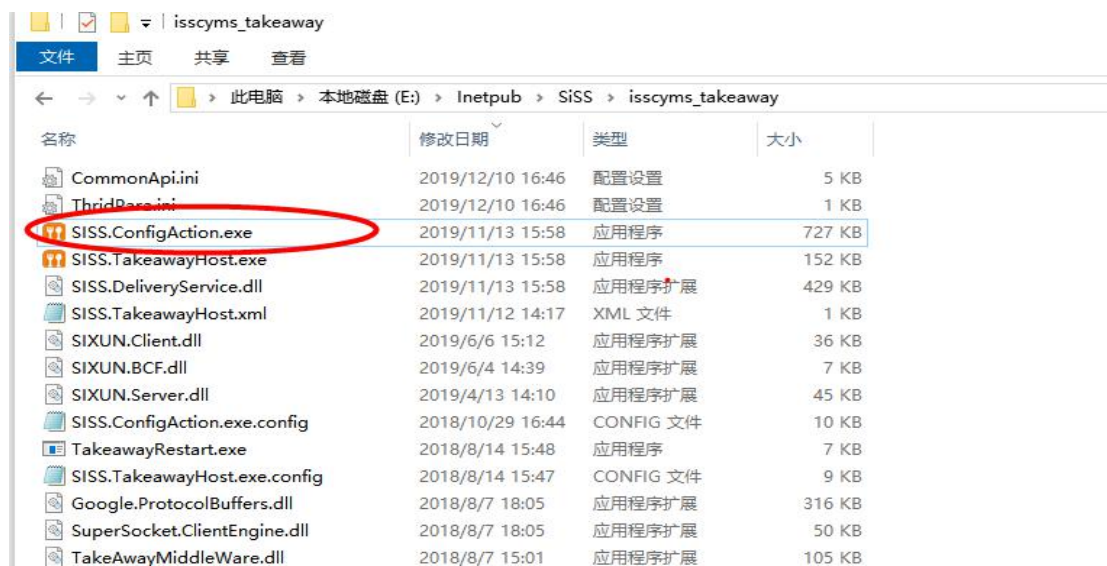 isscyms_takeaway
文件 主页 共享 查看
此电脑 > 本地磁盘 (E:) > Inetpub > SiSS > isscyms_takeaway
名称 修改日期 类型 大小
CommonApi.ini 2019/12/10 16:46 配置设置 5 KB
ThridPare.ini 2019/12/10 16:46 配置设置 1 KB
SISS.ConfigAction.exe 2019/11/13 15:58 应用程序 727 KB
SISS.TakeawayHost.exe 2019/11/13 15:58 应用程序 152 KB
SISS.DeliveryService.dll 2019/11/13 15:58 应用程序扩展 429 KB
SISS.TakeawayHost.xml 2019/11/12 14:17 XML 文件 1 KB
SIXUN.Client.dll 2019/6/6 15:12 应用程序扩展 36 KB
SIXUN.BCF.dll 2019/6/4 14:39 应用程序扩展 7 KB
SIXUN.Server.dll 2019/4/13 14:10 应用程序扩展 45 KB
SISS.ConfigAction.exe.config 2018/10/29 16:44 CONFIG 文件 10 KB
TakeawayRestart.exe 2018/8/14 15:48 应用程序 7 KB
SISS.TakeawayHost.exe.config 2018/8/14 15:47 CONFIG 文件 9 KB
Google.ProtocolBuffers.dll 2018/8/7 18:05 应用程序扩展 316 KB
SuperSocket.ClientEngine.dll 2018/8/7 18:05 应用程序扩展 50 KB
TakeAwayMiddleWare.dll 2018/8/7 15:01 应用程序扩展 105 KB